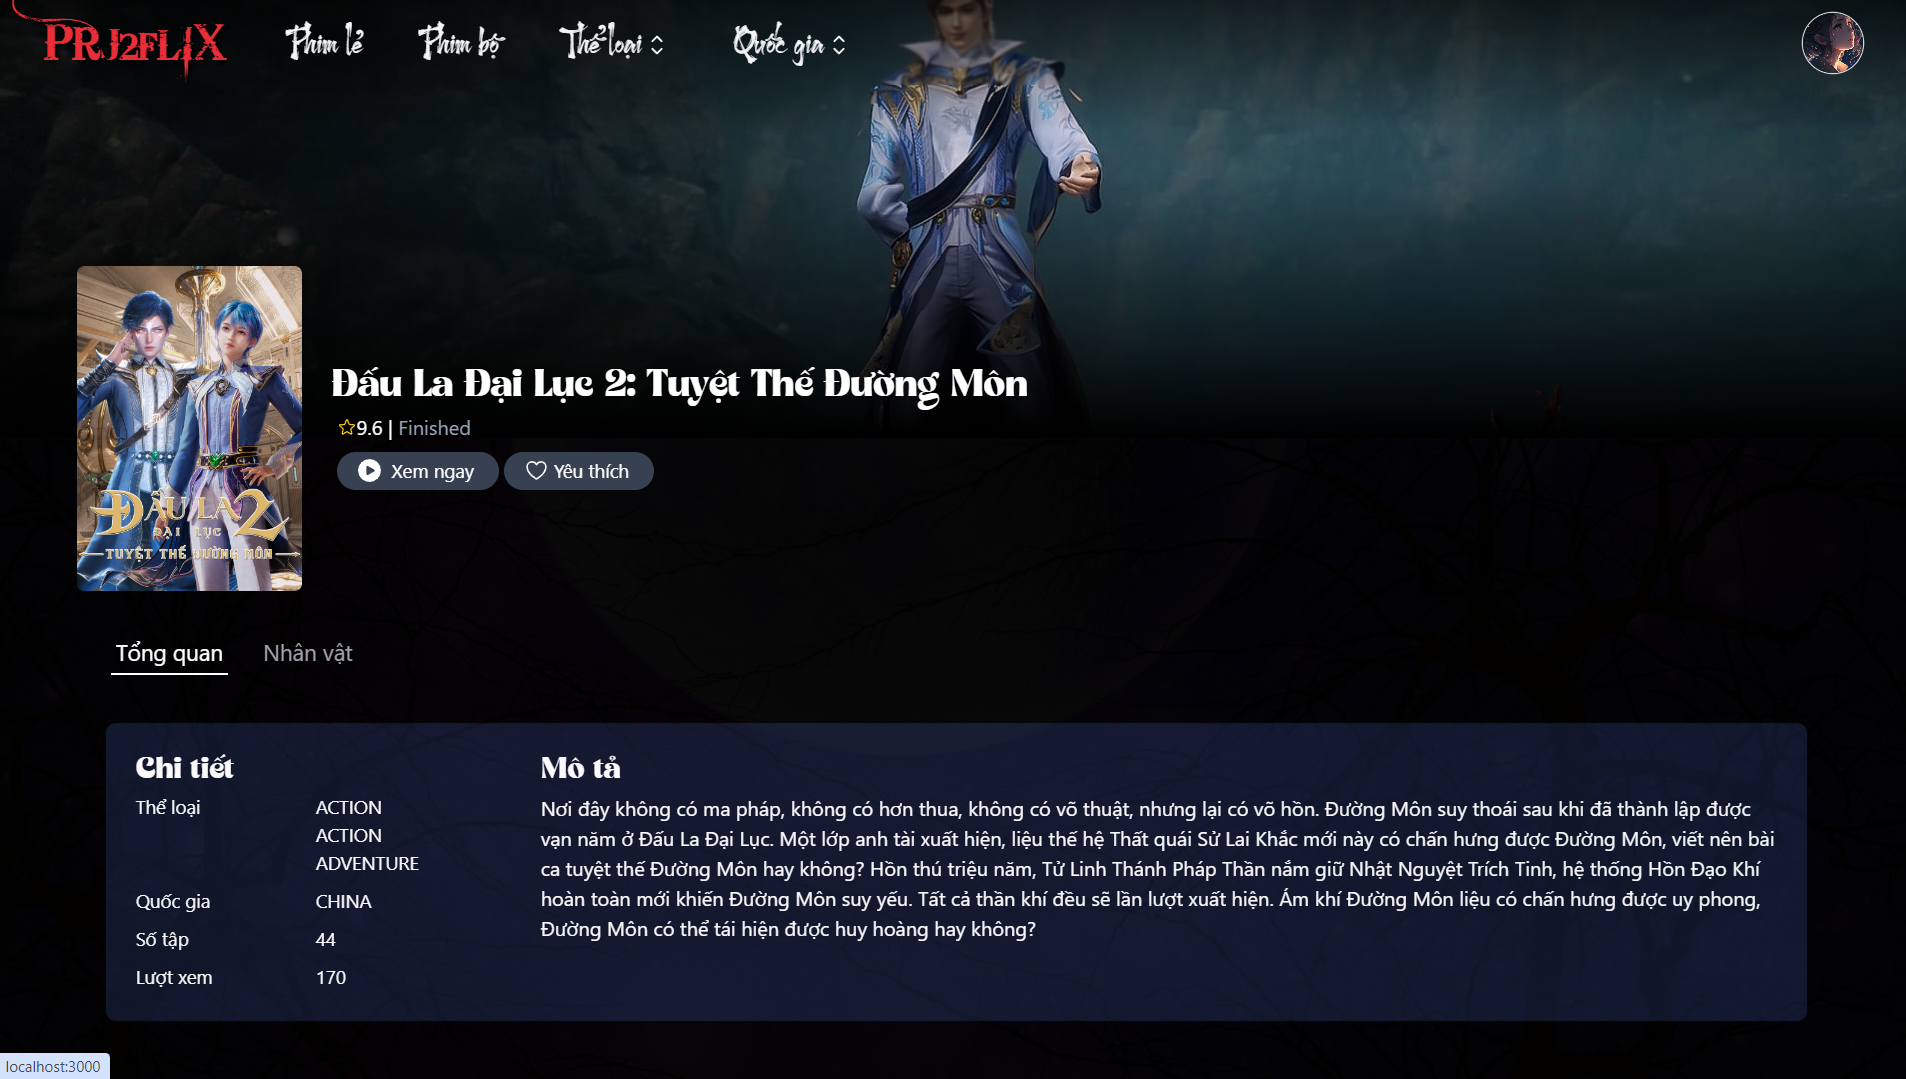 PRJ2FLIX
Phim lẻ
Phim bộ
Thể loại
Quốc gia
ĐẤU LA 2
ĐẠI LỤC
TUYỆT THẾ ĐƯỜNG MÔN
Đấu La Đại Lục 2: Tuyệt Thế Đường Môn
9.6 | Finished
Xem ngay
Yêu thích
Tổng quan
Nhân vật
Chi tiết
Thể loại
ACTION
ACTION
ADVENTURE
Quốc gia
CHINA
Số tập
44
Lượt xem
170
Mô tả
Nơi đây không có ma pháp, không có hơn thua, không có võ thuật, nhưng lại có võ hồn. Đường Môn suy thoái sau khi đã thành lập được
vạn năm ở Đấu La Đại Lục. Một lớp anh tài xuất hiện, liệu thế hệ Thất quái Sử Lai Khắc mới này có chấn hưng được Đường Môn, viết nên bài
ca tuyệt thế Đường Môn hay không? Hồn thú triệu năm, Tử Linh Thánh Pháp Thần nắm giữ Nhật Nguyệt Trích Tinh, hệ thống Hồn Đạo Khí
hoàn toàn mới khiến Đường Môn suy yếu. Tất cả thần khí đều sẽ lần lượt xuất hiện. Ám khí Đường Môn liệu có chấn hưng được uy phong,
Đường Môn có thể tái hiện được huy hoàng hay không?
localhost:3000